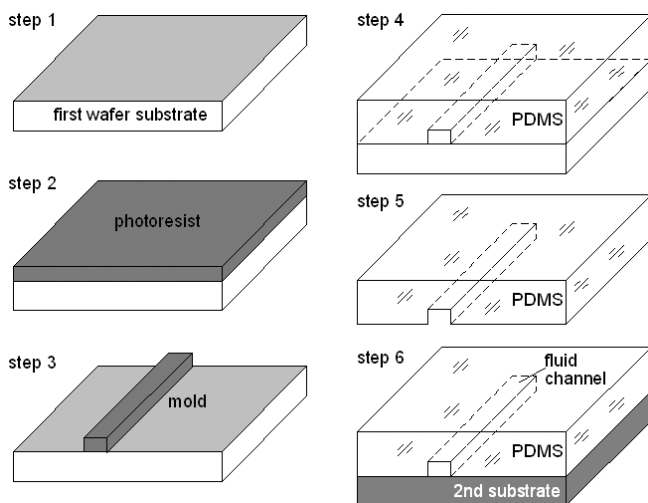 step 1
first wafer substrate
step 2
photoresist
step 3
mold
step 4
PDMS
step 5
PDMS
step 6
fluid
channel
PDMS
2nd substrate